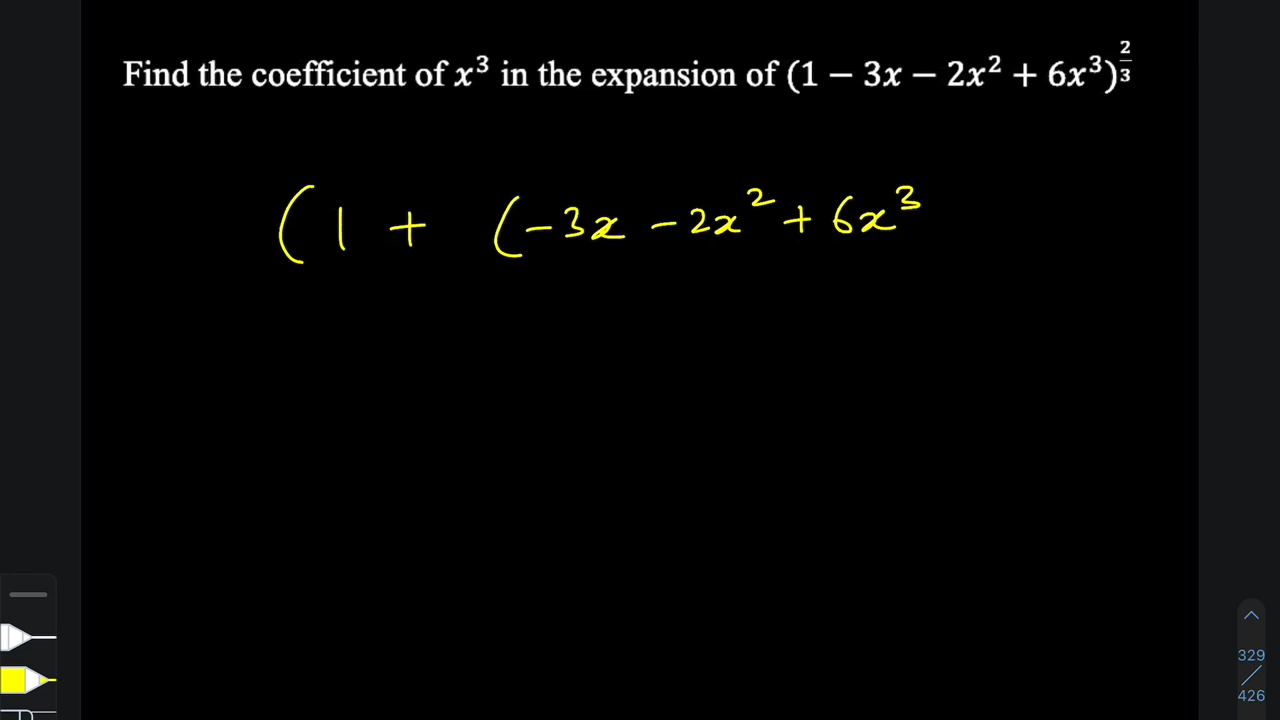 Find the coefficient of x³ in the expansion of (1 − 3x − 2x² + 6x³)^(2/3)
(1 + (−3x − 2x² + 6x³
329
/
426